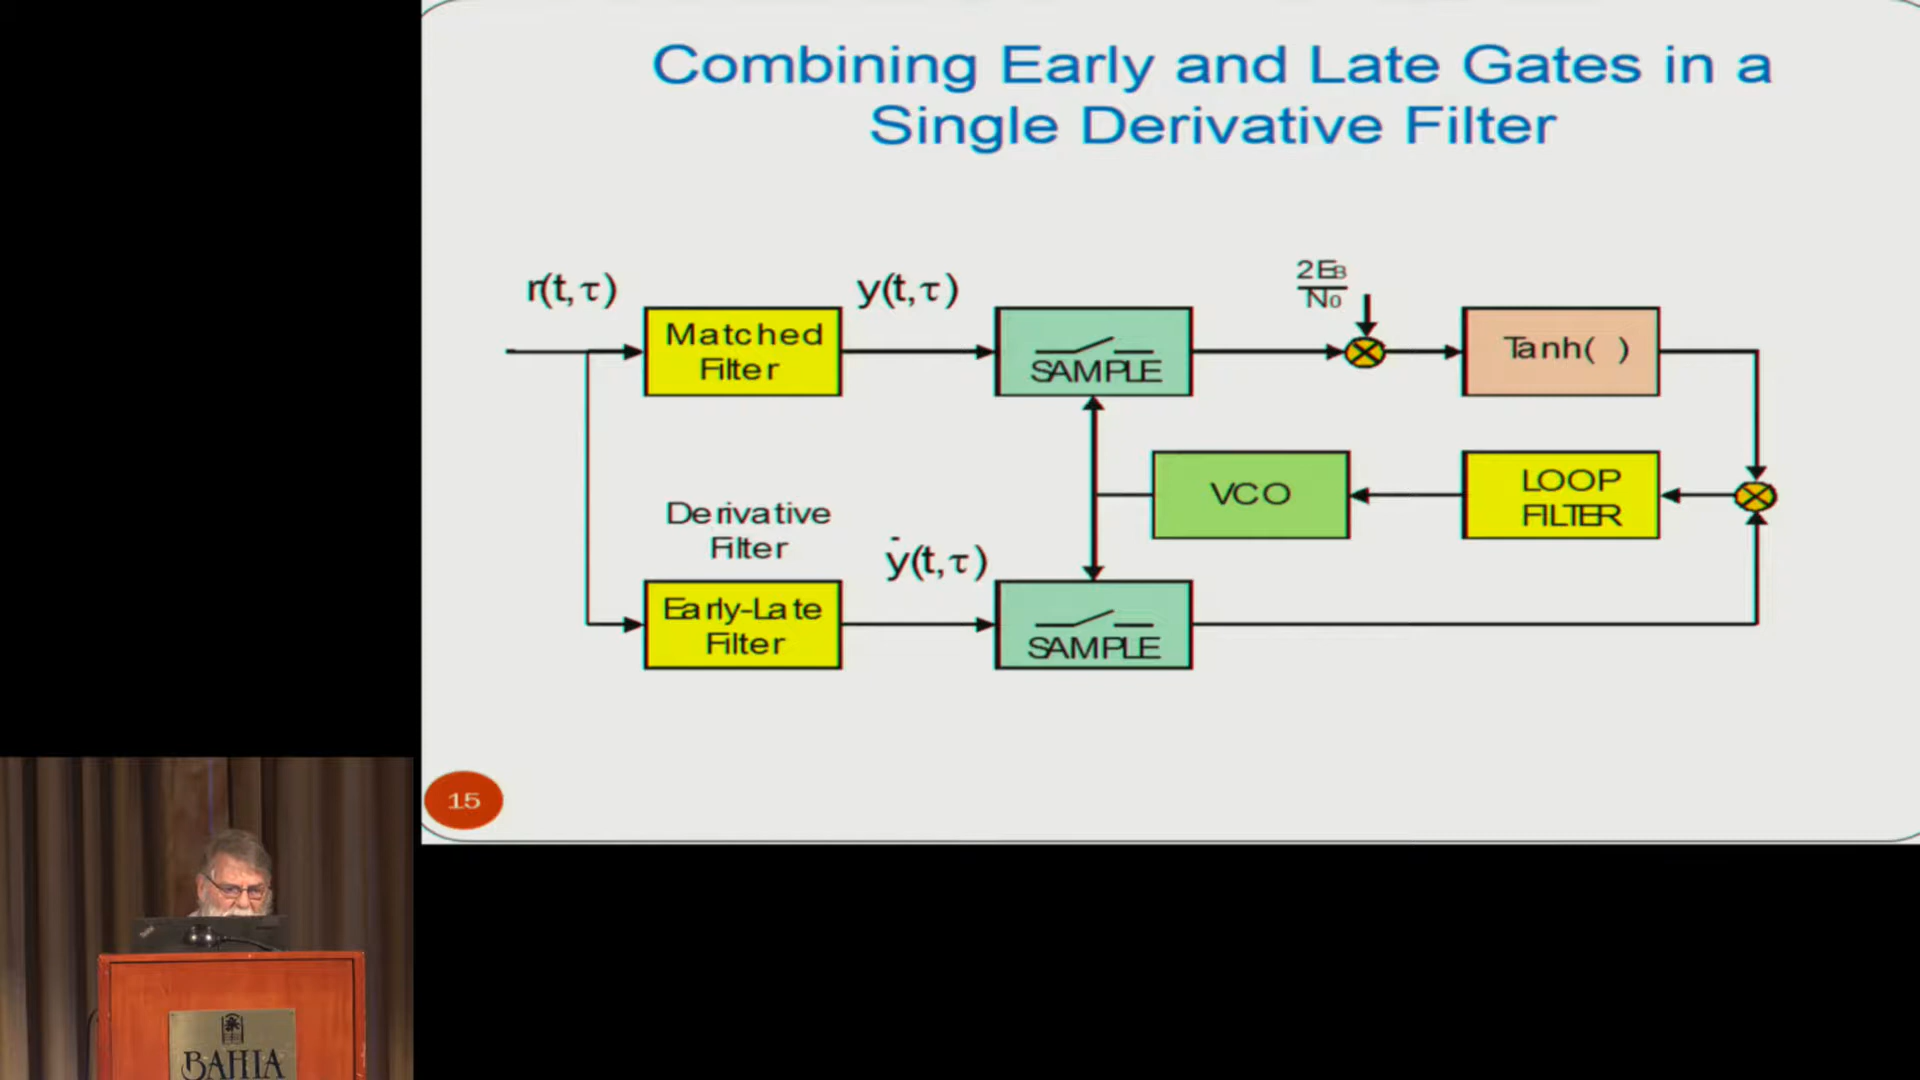 Combining Early and Late Gates in a
Single Derivative Filter
r(t,τ)
y(t,τ)
2EB
N0
Matched
Filter
SAMPLE
Tanh( )
VCO
LOOP
FILTER
Derivative
Filter
ẏ(t,τ)
Early-Late
Filter
SAMPLE
15
BAHIA